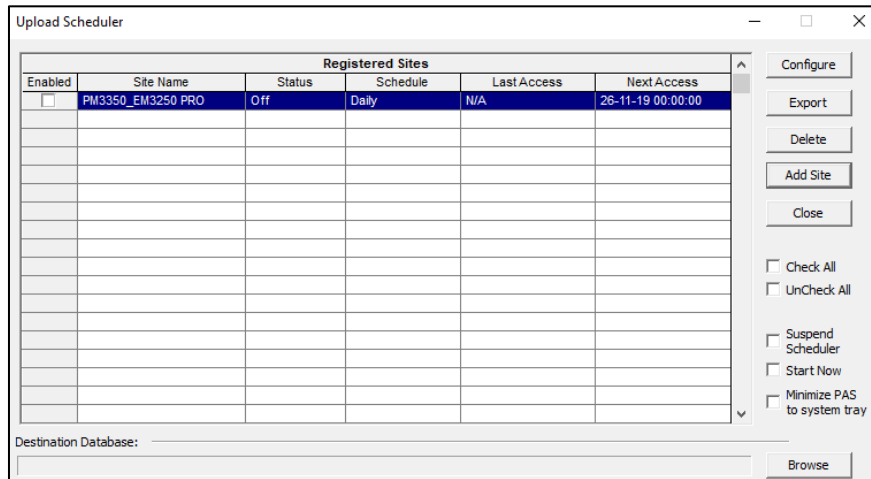 Upload Scheduler
Registered Sites
Enabled Site Name Status Schedule Last Access Next Access
PM3350_EM3250 PRO Off Daily N/A 26-11-19 00:00:00
Configure
Export
Delete
Add Site
Close
Check All
UnCheck All
Suspend
Scheduler
Start Now
Minimize PAS
to system tray
Destination Database:
Browse